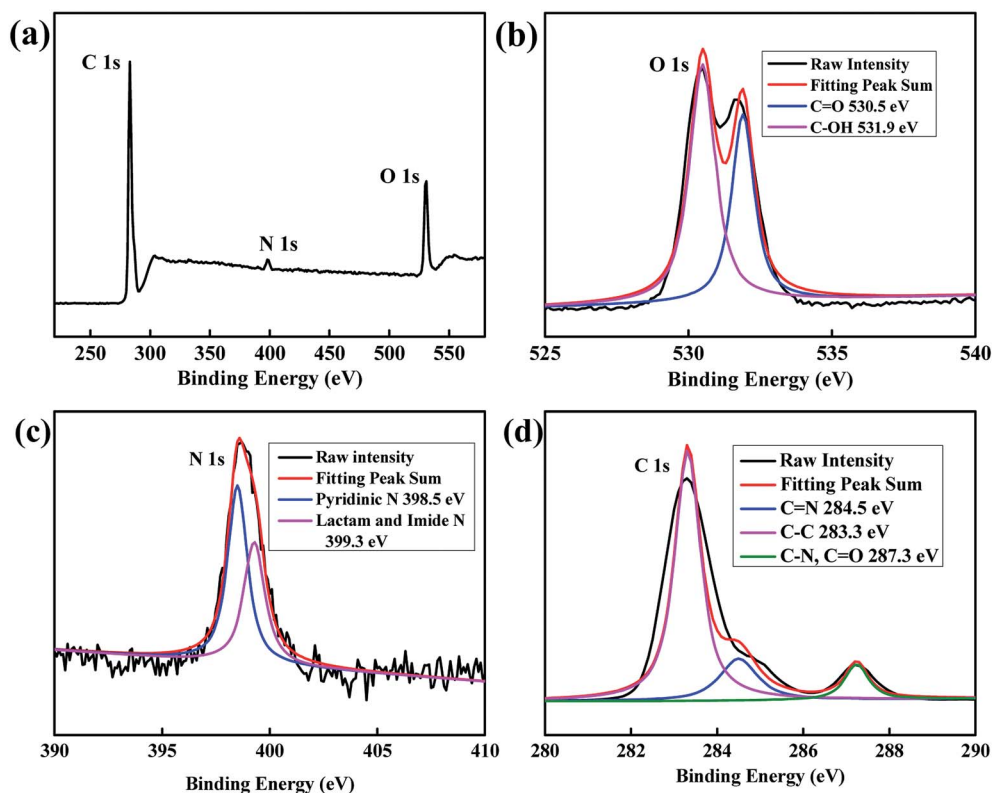 (a)
C 1s
N 1s
O 1s
250 300 350 400 450 500 550
Binding Energy (eV)
(b)
O 1s
Raw Intensity
Fitting Peak Sum
C=O 530.5 eV
C-OH 531.9 eV
525 530 535 540
Binding Energy (eV)
(c)
N 1s
Raw intensity
Fitting Peak Sum
Pyridinic N 398.5 eV
Lactam and Imide N
399.3 eV
390 395 400 405 410
Binding Energy (eV)
(d)
C 1s
Raw Intensity
Fitting Peak Sum
C=N 284.5 eV
C-C 283.3 eV
C-N, C=O 287.3 eV
280 282 284 286 288 290
Binding Energy (eV)